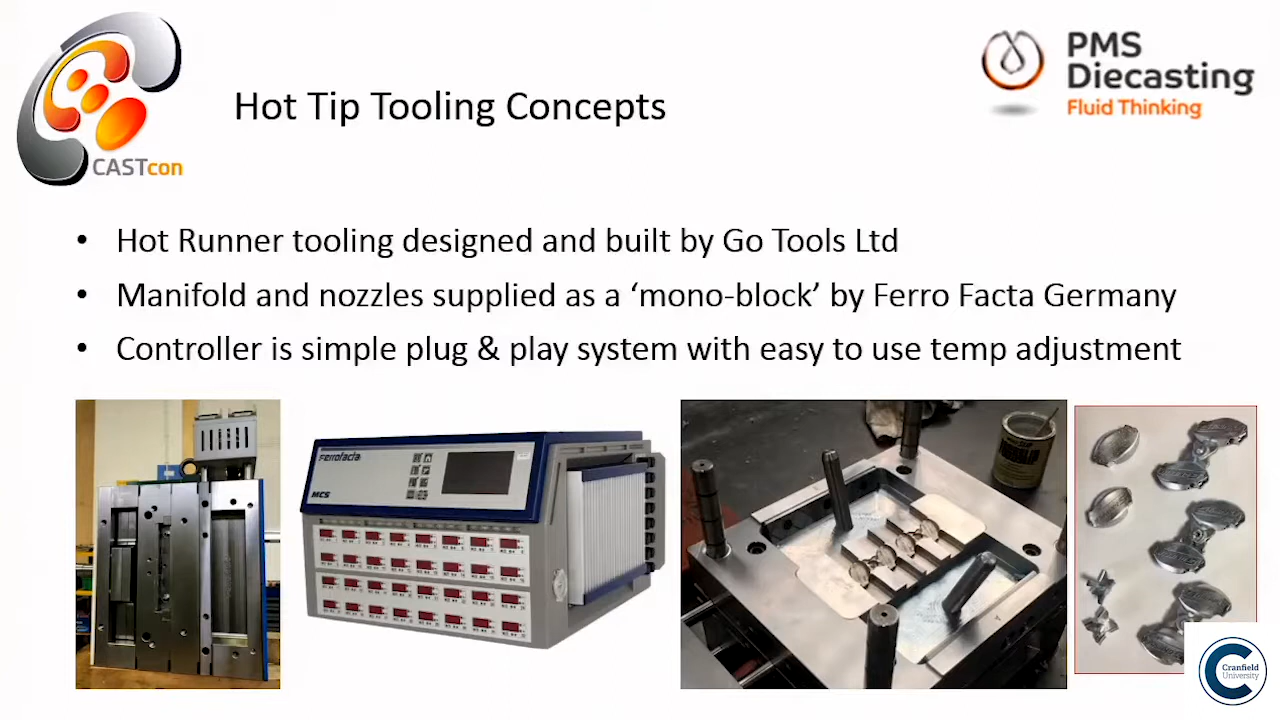 CASTcon
PMS
Diecasting
Fluid Thinking
Hot Tip Tooling Concepts
• Hot Runner tooling designed and built by Go Tools Ltd
• Manifold and nozzles supplied as a ‘mono-block’ by Ferro Facta Germany
• Controller is simple plug & play system with easy to use temp adjustment
Ferrofacta
MCS
Cranfield
University